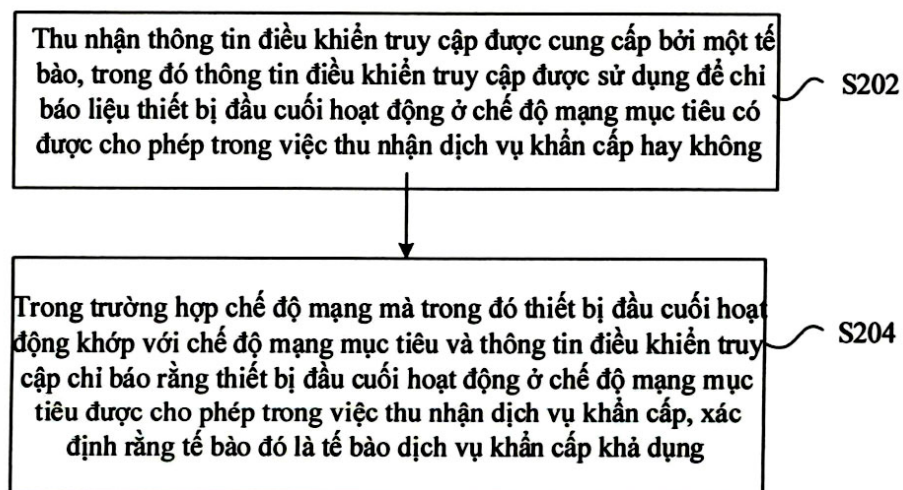 Thu nhận thông tin điều khiển truy cập được cung cấp bởi một tế
bào, trong đó thông tin điều khiển truy cập được sử dụng để chỉ
báo liệu thiết bị đầu cuối hoạt động ở chế độ mạng mục tiêu có
được cho phép trong việc thu nhận dịch vụ khẩn cấp hay không
S202
Trong trường hợp chế độ mạng mà trong đó thiết bị đầu cuối hoạt
động khớp với chế độ mạng mục tiêu và thông tin điều khiển truy
cập chỉ báo rằng thiết bị đầu cuối hoạt động ở chế độ mạng mục
tiêu được cho phép trong việc thu nhận dịch vụ khẩn cấp, xác
định rằng tế bào đó là tế bào dịch vụ khẩn cấp khả dụng
S204